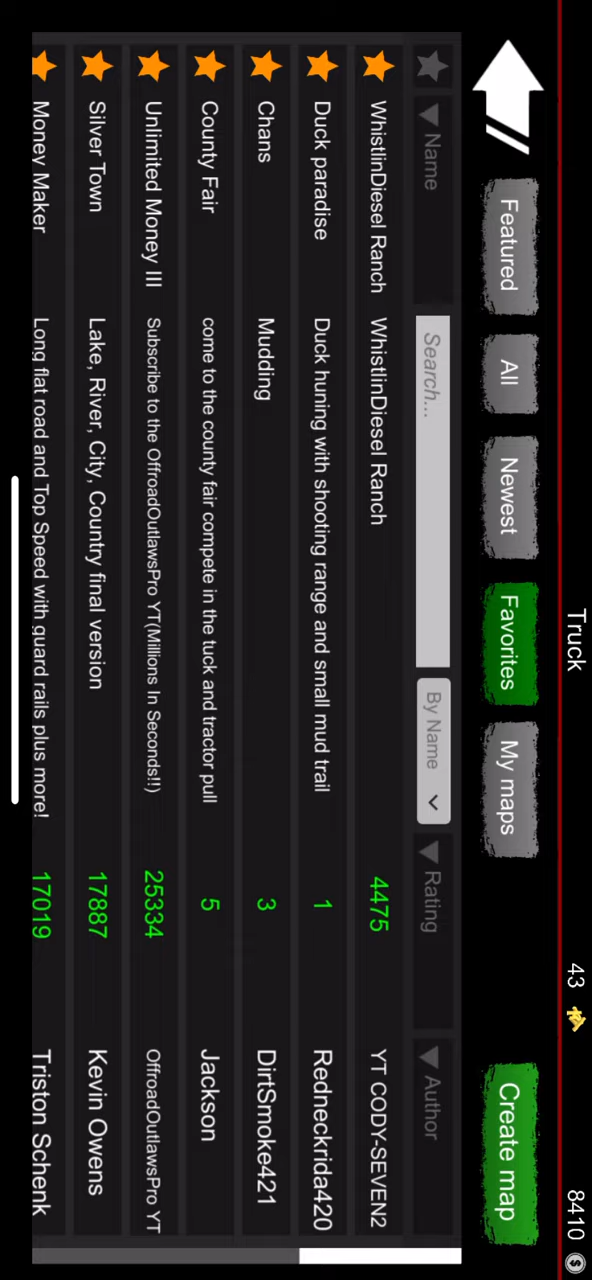 Truck 43 8410
Featured All Newest Favorites My maps Create map
Name Search... By Name Rating Author
WhistlinDiesel Ranch WhistlinDiesel Ranch 4475 YT CODY-SEVEN2
Duck paradise Duck huning with shooting range and small mud trail 1 Redneckrida420
Chans Mudding 3 DirtSmoke421
County Fair come to the county fair compete in the tuck and tractor pull 5 Jackson
Unlimited Money III Subscribe to the OffroadOutlawsPro YT(Millions In Seconds!!) 25334 OffroadOutlawsPro YT
Silver Town Lake, River, City, Country final version 17887 Kevin Owens
Money Maker Long flat road and Top Speed with guard rails plus more! 17019 Triston Schenk